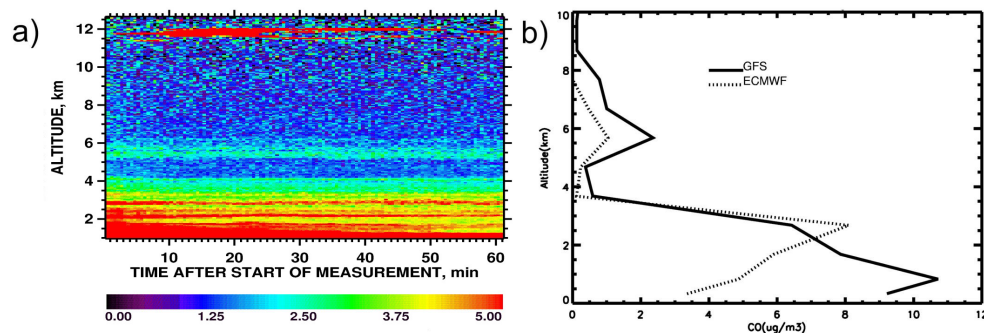 a)
ALTITUDE, km
12
10
8
6
4
2
10 20 30 40 50 60
TIME AFTER START OF MEASUREMENT, min
0.00 1.25 2.50 3.75 5.00
b)
Altitude(km)
10
8
6
4
2
0
GFS
ECMWF
0 2 4 6 8 10 12
CO(ug/m3)